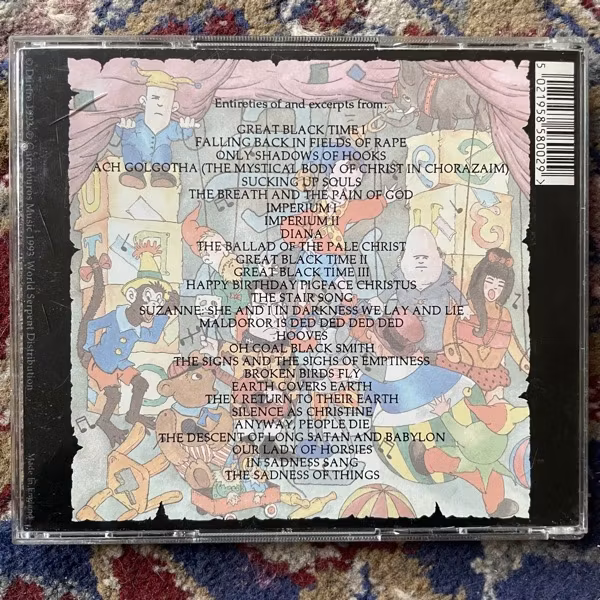 Entireties of and excerpts from:
GREAT BLACK TIME I
FALLING BACK IN FIELDS OF RAPE
ONLY SHADOWS OF HOOKS
ACH GOLGOTHA (THE MYSTICAL BODY OF CHRIST IN CHORAZAIM)
SUCKING UP SOULS
THE BREATH AND THE PAIN OF GOD
IMPERIUM I
IMPERIUM II
DIANA
THE BALLAD OF THE PALE CHRIST
GREAT BLACK TIME II
GREAT BLACK TIME III
HAPPY BIRTHDAY PIGFACE CHRISTUS
THE STAIR SONG
SUZANNE: SHE AND I IN DARKNESS WE LAY AND LIE
MALDOROR IS DED DED DED DED
HOOVES
OH COAL BLACK SMITH
THE SIGNS AND THE SIGHS OF EMPTINESS
BROKEN BIRDS FLY
EARTH COVERS EARTH
THEY RETURN TO THEIR EARTH
SILENCE AS CHRISTINE
ANYWAY, PEOPLE DIE
THE DESCENT OF LONG SATAN AND BABYLON
OUR LADY OF HORSIES
IN SADNESS SANG
THE SADNESS OF THINGS
5 021958 580029 >
Music 1993 World Serpent Distribution
Made in England